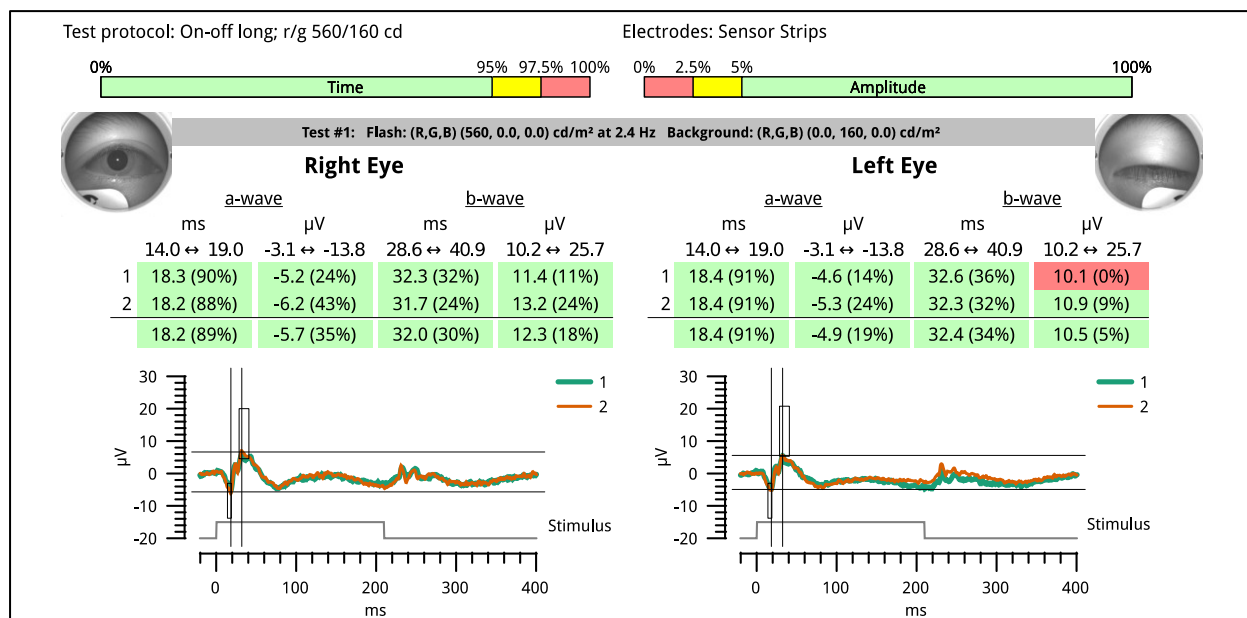 Test protocol: On-off long; r/g 560/160 cd Electrodes: Sensor Strips
0% 95% 97.5% 100% 0% 2.5% 5% 100%
Time Amplitude
Test #1: Flash: (R,G,B) (560, 0.0, 0.0) cd/m² at 2.4 Hz Background: (R,G,B) (0.0, 160, 0.0) cd/m²
Right Eye
a-wave b-wave
ms µV ms µV
14.0 ↔ 19.0 -3.1 ↔ -13.8 28.6 ↔ 40.9 10.2 ↔ 25.7
1 18.3 (90%) -5.2 (24%) 32.3 (32%) 11.4 (11%)
2 18.2 (88%) -6.2 (43%) 31.7 (24%) 13.2 (24%)
18.2 (89%) -5.7 (35%) 32.0 (30%) 12.3 (18%)
30
20
10
0
-10
-20
µV
1
2
Stimulus
0 100 200 300 400
ms
Left Eye
a-wave b-wave
ms µV ms µV
14.0 ↔ 19.0 -3.1 ↔ -13.8 28.6 ↔ 40.9 10.2 ↔ 25.7
1 18.4 (91%) -4.6 (14%) 32.6 (36%) 10.1 (0%)
2 18.4 (91%) -5.3 (24%) 32.3 (32%) 10.9 (9%)
18.4 (91%) -4.9 (19%) 32.4 (34%) 10.5 (5%)
30
20
10
0
-10
-20
µV
1
2
Stimulus
0 100 200 300 400
ms